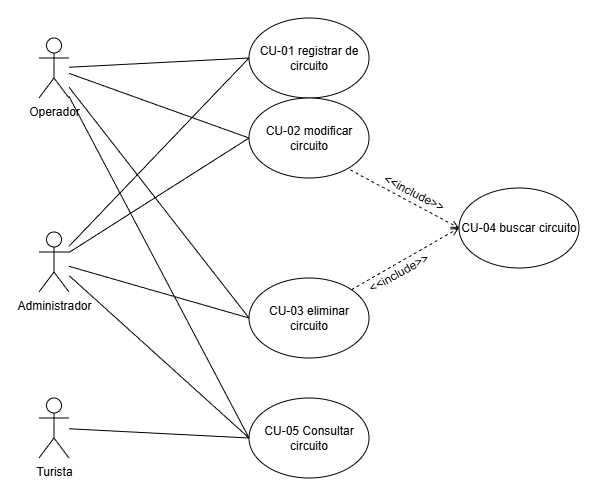 CU-01 registrar de
circuito
Operador
CU-02 modificar
circuito
<<include>>
CU-04 buscar circuito
<<include>>
Administrador
CU-03 eliminar
circuito
CU-05 Consultar
circuito
Turista